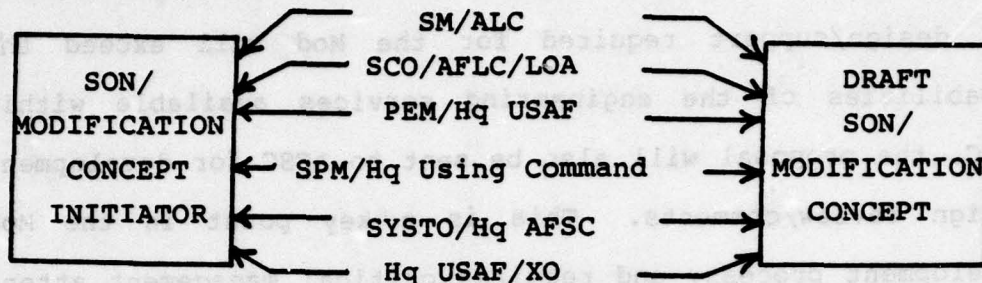 SM/ALC
SCO/AFLC/LOA
PEM/Hq USAF
SPM/Hq Using Command
SYSTO/Hq AFSC
Hq USAF/XO
SON/
MODIFICATION
CONCEPT
INITIATOR
DRAFT
SON/
MODIFICATION
CONCEPT